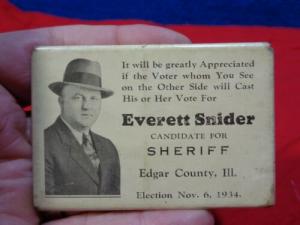 It will be greatly Appreciated
if the Voter whom You See
on the Other Side will Cast
His or Her Vote For
Everett Snider
CANDIDATE FOR
SHERIFF
Edgar County, Ill.
Election Nov. 6, 1934.